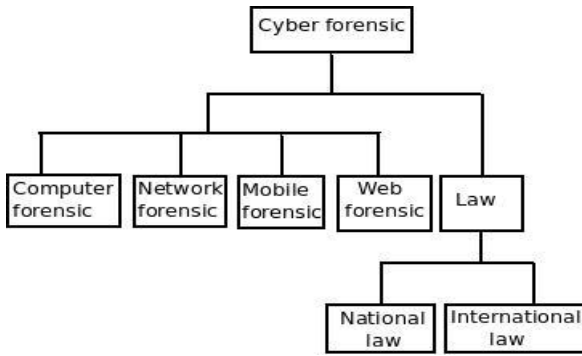 Cyber forensic
Computer
forensic
Network
forensic
Mobile
forensic
Web
forensic
Law
National
law
International
law